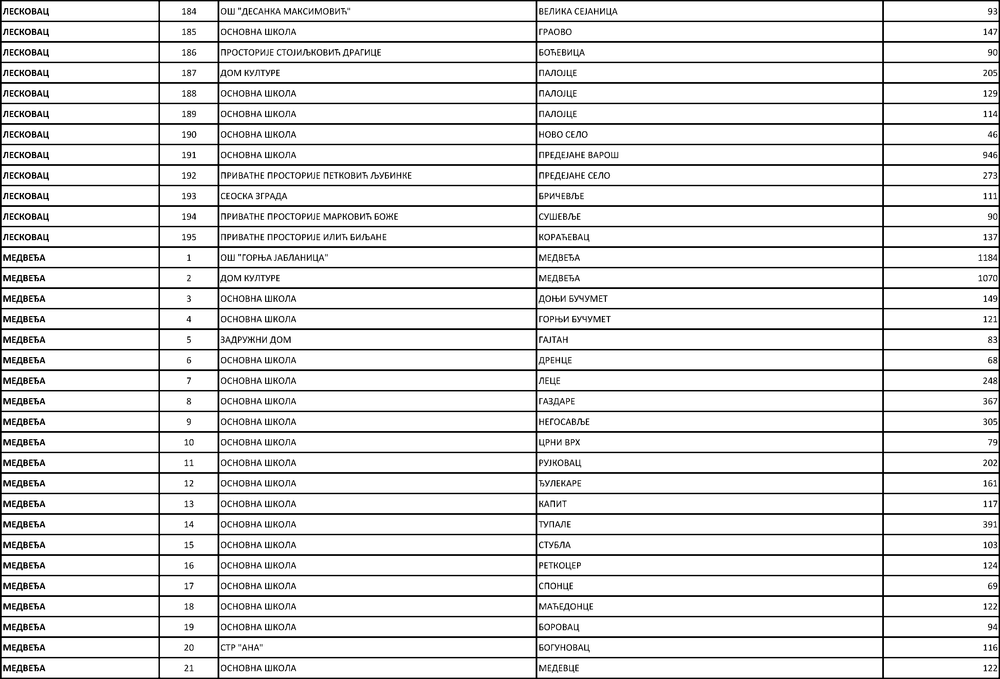 ЛЕСКОВАЦ 184 ОШ "ДЕСАНКА МАКСИМОВИЋ" ВЕЛИКА СЕЈАНИЦА 93
ЛЕСКОВАЦ 185 ОСНОВНА ШКОЛА ГРАОВО 147
ЛЕСКОВАЦ 186 ПРОСТОРИЈЕ СТОЈИЉКОВИЋ ДРАГИЦЕ БОЋЕВИЦА 90
ЛЕСКОВАЦ 187 ДОМ КУЛТУРЕ ПАЛОЈЦЕ 205
ЛЕСКОВАЦ 188 ОСНОВНА ШКОЛА ПАЛОЈЦЕ 129
ЛЕСКОВАЦ 189 ОСНОВНА ШКОЛА ПАЛОЈЦЕ 114
ЛЕСКОВАЦ 190 ОСНОВНА ШКОЛА НОВО СЕЛО 46
ЛЕСКОВАЦ 191 ОСНОВНА ШКОЛА ПРЕДЕЈАНЕ ВАРОШ 946
ЛЕСКОВАЦ 192 ПРИВАТНЕ ПРОСТОРИЈЕ ПЕТКОВИЋ ЉУБИНКЕ ПРЕДЕЈАНЕ СЕЛО 273
ЛЕСКОВАЦ 193 СЕОСКА ЗГРАДА БРИЧЕВЉЕ 111
ЛЕСКОВАЦ 194 ПРИВАТНЕ ПРОСТОРИЈЕ МАРКОВИЋ БОЖЕ СУШЕВЉЕ 90
ЛЕСКОВАЦ 195 ПРИВАТНЕ ПРОСТОРИЈЕ ИЛИЋ БИЉАНЕ КОРАЋЕВАЦ 137
МЕДВЕЂА 1 ОШ "ГОРЊА ЈАБЛАНИЦА" МЕДВЕЂА 1184
МЕДВЕЂА 2 ДОМ КУЛТУРЕ МЕДВЕЂА 1070
МЕДВЕЂА 3 ОСНОВНА ШКОЛА ДОЊИ БУЧУМЕТ 149
МЕДВЕЂА 4 ОСНОВНА ШКОЛА ГОРЊИ БУЧУМЕТ 121
МЕДВЕЂА 5 ЗАДРУЖНИ ДОМ ГАЈТАН 83
МЕДВЕЂА 6 ОСНОВНА ШКОЛА ДРЕНЦЕ 68
МЕДВЕЂА 7 ОСНОВНА ШКОЛА ЛЕЦЕ 248
МЕДВЕЂА 8 ОСНОВНА ШКОЛА ГАЗДАРЕ 367
МЕДВЕЂА 9 ОСНОВНА ШКОЛА НЕГОСАВЉЕ 305
МЕДВЕЂА 10 ОСНОВНА ШКОЛА ЦРНИ ВРХ 79
МЕДВЕЂА 11 ОСНОВНА ШКОЛА РУЈКОВАЦ 202
МЕДВЕЂА 12 ОСНОВНА ШКОЛА ЂУЛЕКАРЕ 161
МЕДВЕЂА 13 ОСНОВНА ШКОЛА КАПИТ 117
МЕДВЕЂА 14 ОСНОВНА ШКОЛА ТУПАЛЕ 391
МЕДВЕЂА 15 ОСНОВНА ШКОЛА СТУБЛА 103
МЕДВЕЂА 16 ОСНОВНА ШКОЛА РЕТКОЦЕР 124
МЕДВЕЂА 17 ОСНОВНА ШКОЛА СПОНЦЕ 69
МЕДВЕЂА 18 ОСНОВНА ШКОЛА МАЋЕДОНЦЕ 122
МЕДВЕЂА 19 ОСНОВНА ШКОЛА БОРОВАЦ 94
МЕДВЕЂА 20 СТР "АНА" БОГУНОВАЦ 116
МЕДВЕЂА 21 ОСНОВНА ШКОЛА МЕДЕВЦЕ 122